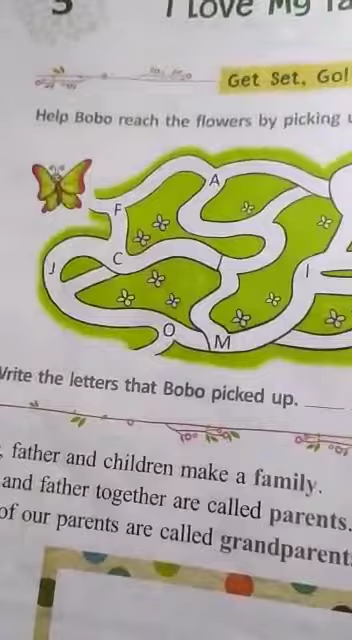 3
I Love My
Get Set, Go!
Help Bobo reach the flowers by picking
A
F
C
J
I
O
M
Write the letters that Bobo picked up.
, father and children make a family.
and father together are called parents.
of our parents are called